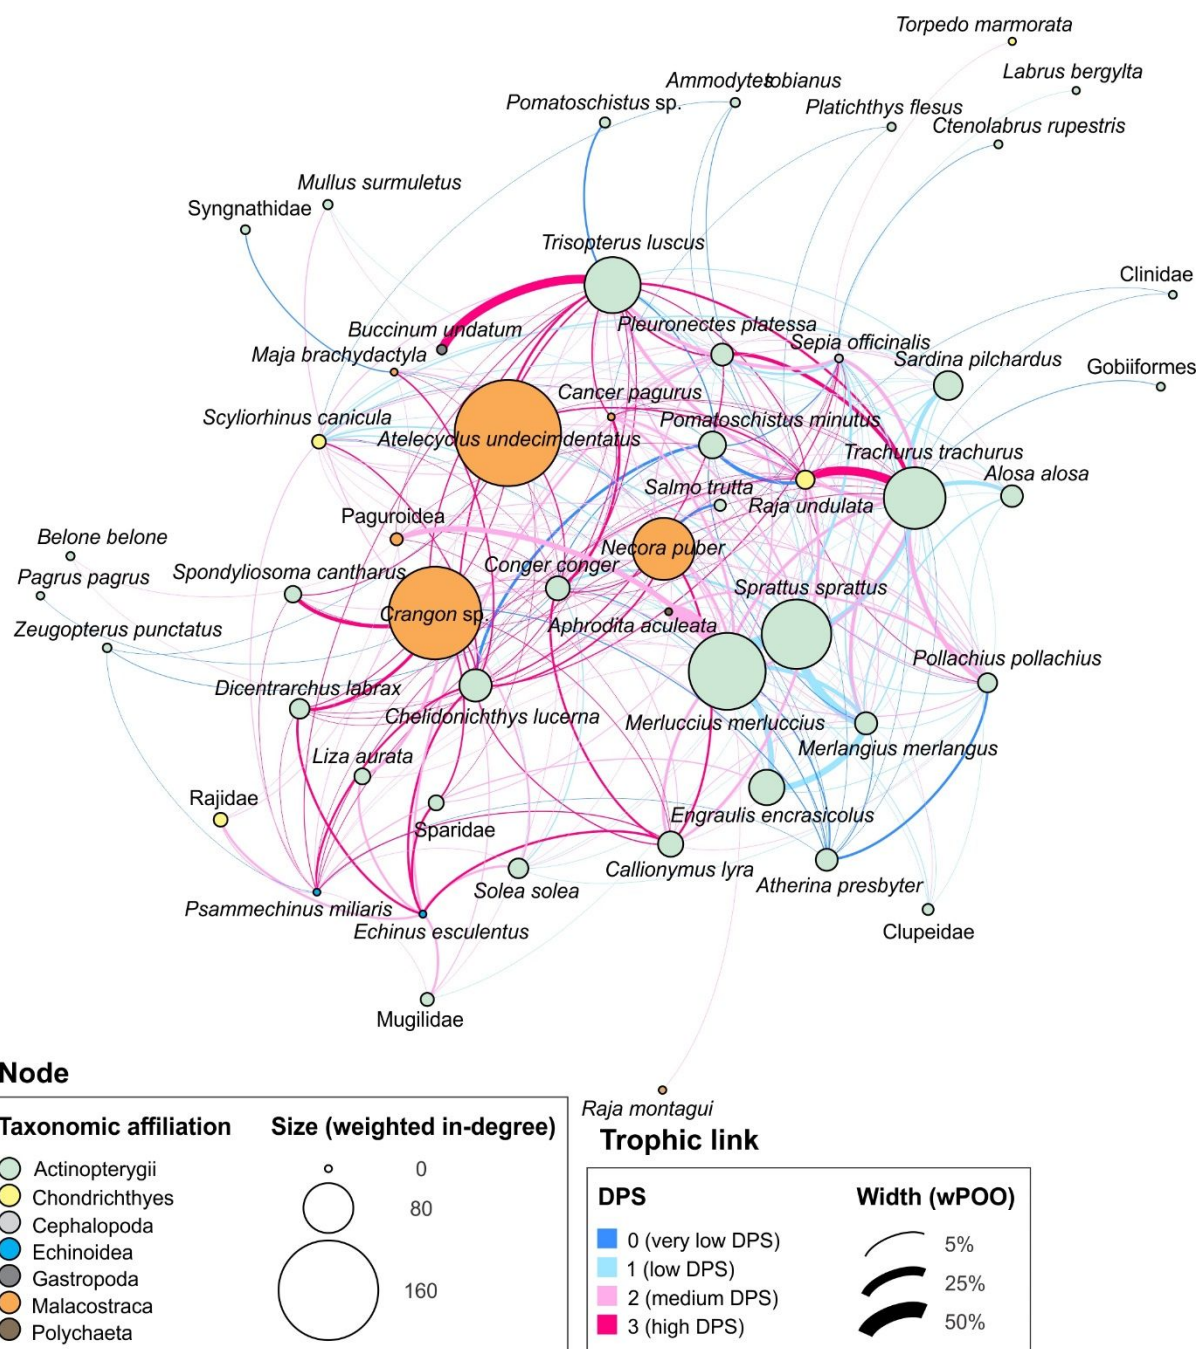 Torpedo marmorata
Labrus bergylta
Ammodytes tobianus
Pomatoschistus sp.
Platichthys flesus
Ctenolabrus rupestris
Mullus surmuletus
Syngnathidae
Trisopterus luscus
Clinidae
Buccinum undatum
Pleuronectes platessa
Sepia officinalis
Maja brachydactyla
Sardina pilchardus
Gobiiformes
Cancer pagurus
Scyliorhinus canicula
Pomatoschistus minutus
Atelecyclus undecimdentatus
Trachurus trachurus
Alosa alosa
Salmo trutta
Raja undulata
Paguroidea
Belone belone
Necora puber
Conger conger
Pagrus pagrus
Spondyliosoma cantharus
Sprattus sprattus
Crangon sp.
Zeugopterus punctatus
Aphrodita aculeata
Pollachius pollachius
Dicentrarchus labrax
Chelidonichthys lucerna
Merluccius merluccius
Merlangius merlangus
Liza aurata
Rajidae
Engraulis encrasicolus
Sparidae
Callionymus lyra
Atherina presbyter
Solea solea
Psammechinus miliaris
Echinus esculentus
Clupeidae
Mugilidae
Raja montagui
Node
Taxonomic affiliation
Actinopterygii
Chondrichthyes
Cephalopoda
Echinoidea
Gastropoda
Malacostraca
Polychaeta
Size (weighted in-degree)
0
80
160
Trophic link
DPS
0 (very low DPS)
1 (low DPS)
2 (medium DPS)
3 (high DPS)
Width (wPOO)
5%
25%
50%